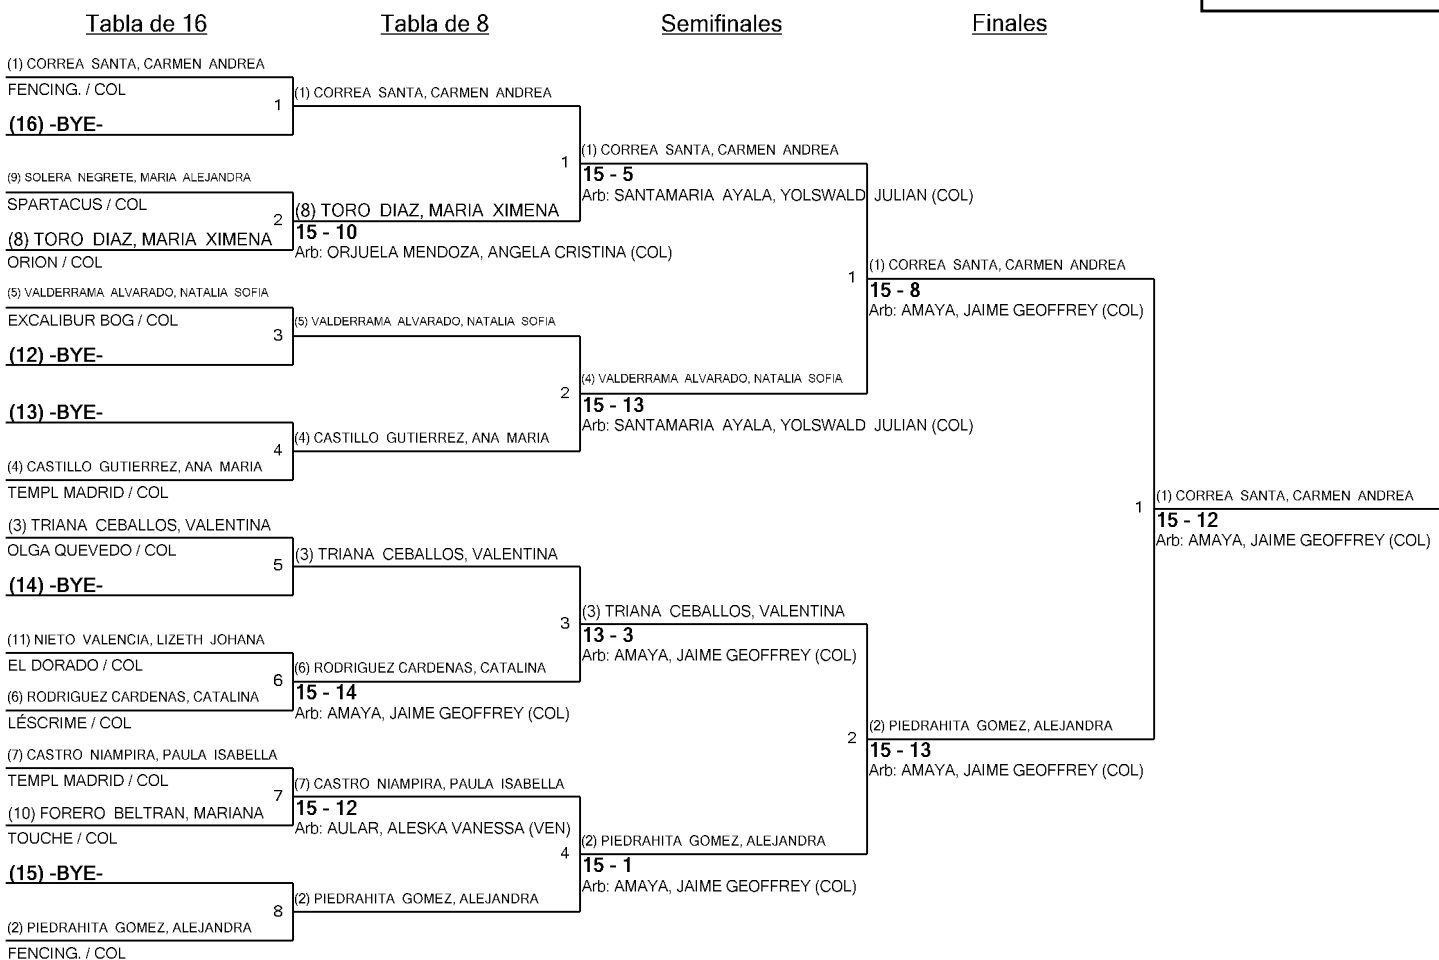 Tabla de 16
Tabla de 8
Semifinales
Finales
(1) CORREA SANTA, CARMEN ANDREA
FENCING. / COL
1
(16) -BYE-
(9) SOLERA NEGRETE, MARIA ALEJANDRA
SPARTACUS / COL
2
(8) TORO DIAZ, MARIA XIMENA
ORION / COL
(5) VALDERRAMA ALVARADO, NATALIA SOFIA
EXCALIBUR BOG / COL
3
(12) -BYE-
(13) -BYE-
4
(4) CASTILLO GUTIERREZ, ANA MARIA
TEMPL MADRID / COL
(3) TRIANA CEBALLOS, VALENTINA
OLGA QUEVEDO / COL
5
(14) -BYE-
(11) NIETO VALENCIA, LIZETH JOHANA
EL DORADO / COL
6
(6) RODRIGUEZ CARDENAS, CATALINA
LÉSCRIME / COL
(7) CASTRO NIAMPIRA, PAULA ISABELLA
TEMPL MADRID / COL
7
(10) FORERO BELTRAN, MARIANA
TOUCHE / COL
(15) -BYE-
8
(2) PIEDRAHITA GOMEZ, ALEJANDRA
FENCING. / COL
(1) CORREA SANTA, CARMEN ANDREA
1
(8) TORO DIAZ, MARIA XIMENA
15 - 10
Arb: ORJUELA MENDOZA, ANGELA CRISTINA (COL)
(5) VALDERRAMA ALVARADO, NATALIA SOFIA
2
(4) CASTILLO GUTIERREZ, ANA MARIA
(3) TRIANA CEBALLOS, VALENTINA
3
(6) RODRIGUEZ CARDENAS, CATALINA
15 - 14
Arb: AMAYA, JAIME GEOFFREY (COL)
(7) CASTRO NIAMPIRA, PAULA ISABELLA
15 - 12
Arb: AULAR, ALESKA VANESSA (VEN)
4
(2) PIEDRAHITA GOMEZ, ALEJANDRA
(1) CORREA SANTA, CARMEN ANDREA
15 - 5
Arb: SANTAMARIA AYALA, YOLSWALD JULIAN (COL)
1
(4) VALDERRAMA ALVARADO, NATALIA SOFIA
15 - 13
Arb: SANTAMARIA AYALA, YOLSWALD JULIAN (COL)
(3) TRIANA CEBALLOS, VALENTINA
13 - 3
Arb: AMAYA, JAIME GEOFFREY (COL)
2
(2) PIEDRAHITA GOMEZ, ALEJANDRA
15 - 1
Arb: AMAYA, JAIME GEOFFREY (COL)
(1) CORREA SANTA, CARMEN ANDREA
15 - 8
Arb: AMAYA, JAIME GEOFFREY (COL)
1
(2) PIEDRAHITA GOMEZ, ALEJANDRA
15 - 13
Arb: AMAYA, JAIME GEOFFREY (COL)
(1) CORREA SANTA, CARMEN ANDREA
15 - 12
Arb: AMAYA, JAIME GEOFFREY (COL)